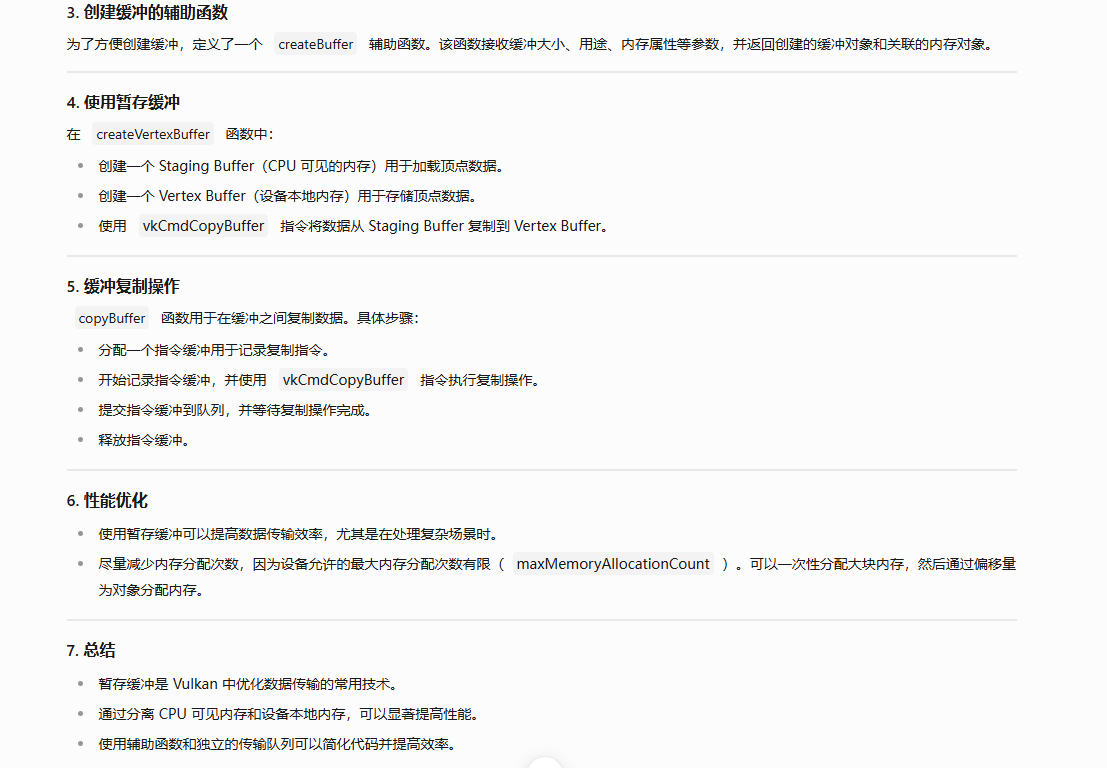 3. 创建缓冲的辅助函数
为了方便创建缓冲，定义了一个 createBuffer 辅助函数。该函数接收缓冲大小、用途、内存属性等参数，并返回创建的缓冲对象和关联的内存对象。
4. 使用暂存缓冲
在 createVertexBuffer 函数中：
创建一个 Staging Buffer（CPU 可见的内存）用于加载顶点数据。
创建一个 Vertex Buffer（设备本地内存）用于存储顶点数据。
使用 vkCmdCopyBuffer 指令将数据从 Staging Buffer 复制到 Vertex Buffer。
5. 缓冲复制操作
copyBuffer 函数用于在缓冲之间复制数据。具体步骤：
分配一个指令缓冲用于记录复制指令。
开始记录指令缓冲，并使用 vkCmdCopyBuffer 指令执行复制操作。
提交指令缓冲到队列，并等待复制操作完成。
释放指令缓冲。
6. 性能优化
使用暂存缓冲可以提高数据传输效率，尤其是在处理复杂场景时。
尽量减少内存分配次数，因为设备允许的最大内存分配次数有限（ maxMemoryAllocationCount ）。可以一次性分配大块内存，然后通过偏移量
为对象分配内存。
7. 总结
暂存缓冲是 Vulkan 中优化数据传输的常用技术。
通过分离 CPU 可见内存和设备本地内存，可以显著提高性能。
使用辅助函数和独立的传输队列可以简化代码并提高效率。